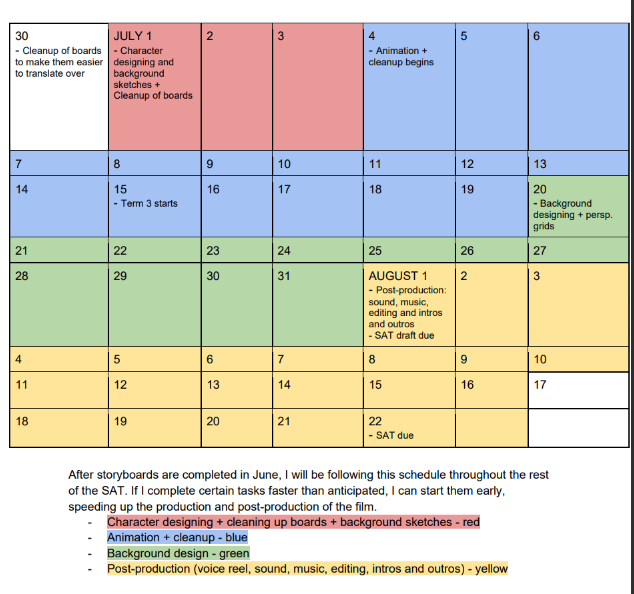 30
- Cleanup of boards
to make them easier
to translate over
JULY 1
- Character
designing and
background
sketches +
Cleanup of boards
2
3
4
- Animation +
cleanup begins
5
6
7
8
9
10
11
12
13
14
15
- Term 3 starts
16
17
18
19
20
- Background
designing + persp.
grids
21
22
23
24
25
26
27
28
29
30
31
AUGUST 1
- Post-production:
sound, music,
editing and intros
and outros
- SAT draft due
2
3
4
5
6
7
8
9
10
11
12
13
14
15
16
17
18
19
20
21
22
- SAT due
After storyboards are completed in June, I will be following this schedule throughout the rest
of the SAT. If I complete certain tasks faster than anticipated, I can start them early,
speeding up the production and post-production of the film.
- Character designing + cleaning up boards + background sketches - red
- Animation + cleanup - blue
- Background design - green
- Post-production (voice reel, sound, music, editing, intros and outros) - yellow